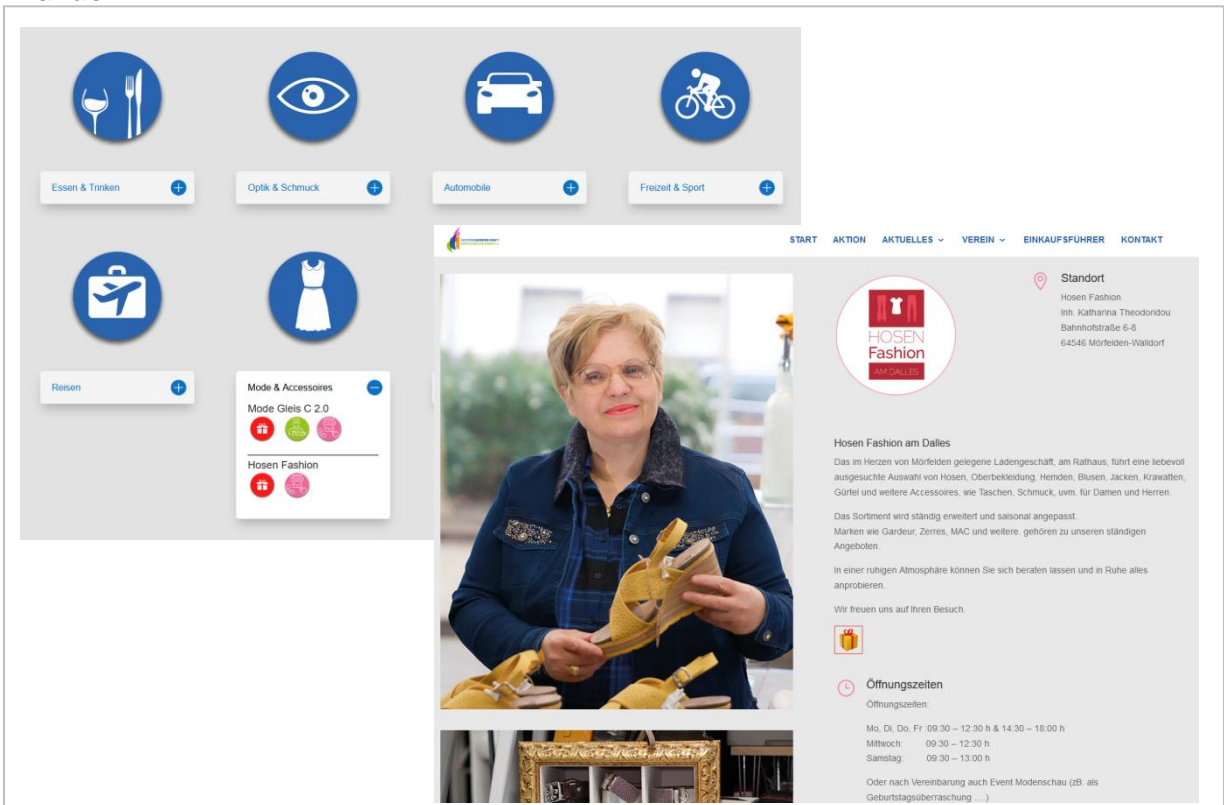 Essen & Trinken
Optik & Schmuck
Automobile
Freizeit & Sport
Reisen
Mode & Accessoires
Mode Gleis C 2.0
Hosen Fashion
START AKTION AKTUELLES VEREIN EINKAUFSFÜHRER KONTAKT
HOSEN
Fashion
AM DALLES
Standort
Hosen Fashion
Inh. Katharina Theodoridou
Bahnhofstraße 6-8
64546 Mörfelden-Walldorf
Hosen Fashion am Dalles
Das im Herzen von Mörfelden gelegene Ladengeschäft, am Rathaus, führt eine liebevoll
ausgesuchte Auswahl von Hosen, Oberbekleidung, Hemden, Blusen, Jacken, Krawatten,
Gürtel und weitere Accessoires, wie Taschen, Schmuck, uvm. für Damen und Herren.
Das Sortiment wird ständig erweitert und saisonal angepasst.
Marken wie Gardeur, Zerres, MAC und weitere. gehören zu unseren ständigen
Angeboten.
In einer ruhigen Atmosphäre können Sie sich beraten lassen und in Ruhe alles
anprobieren.
Wir freuen uns auf Ihren Besuch.
Öffnungszeiten
Öffnungszeiten:
Mo, Di, Do, Fr :09:30 – 12:30 h & 14:30 – 18:00 h
Mittwoch: 09:30 – 12:30 h
Samstag: 09:30 – 13:00 h
Oder nach Vereinbarung auch Event Modenschau (zB. als
Geburtstagsüberraschung ....)